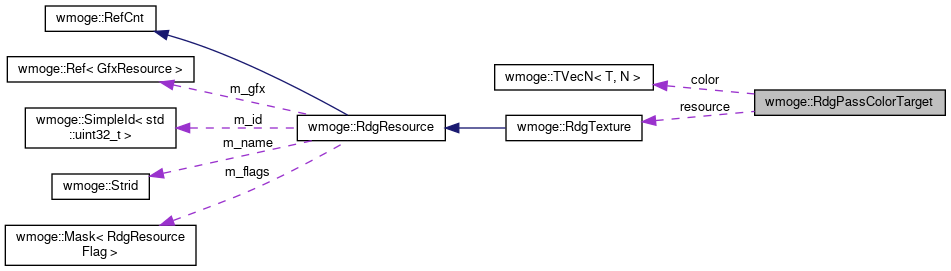 wmoge::RefCnt
wmoge::Ref< GfxResource >
m_gfx
wmoge::SimpleId< std
::uint32_t >
m_id
wmoge::Strid
m_name
wmoge::Mask< RdgResource
Flag >
m_flags
wmoge::RdgResource
wmoge::TVecN< T, N >
color
wmoge::RdgTexture
resource
wmoge::RdgPassColorTarget